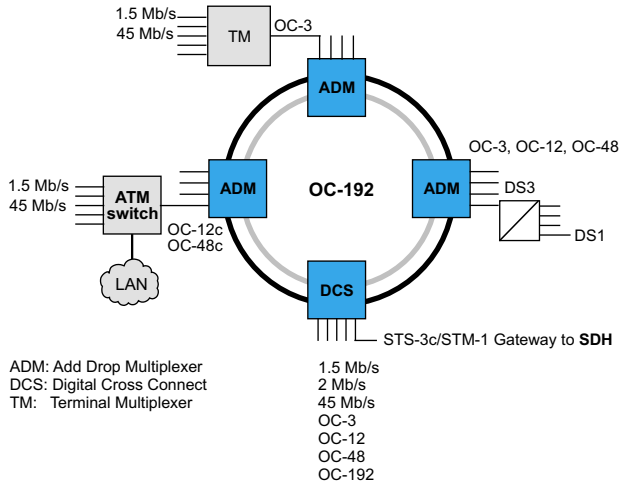 1.5 Mb/s
45 Mb/s
TM
OC-3
ADM
OC-3, OC-12, OC-48
1.5 Mb/s
45 Mb/s
ATM
switch
ADM
OC-192
ADM
DS3
OC-12c
OC-48c
DS1
LAN
DCS
STS-3c/STM-1 Gateway to SDH
ADM: Add Drop Multiplexer
DCS: Digital Cross Connect
TM: Terminal Multiplexer
1.5 Mb/s
2 Mb/s
45 Mb/s
OC-3
OC-12
OC-48
OC-192